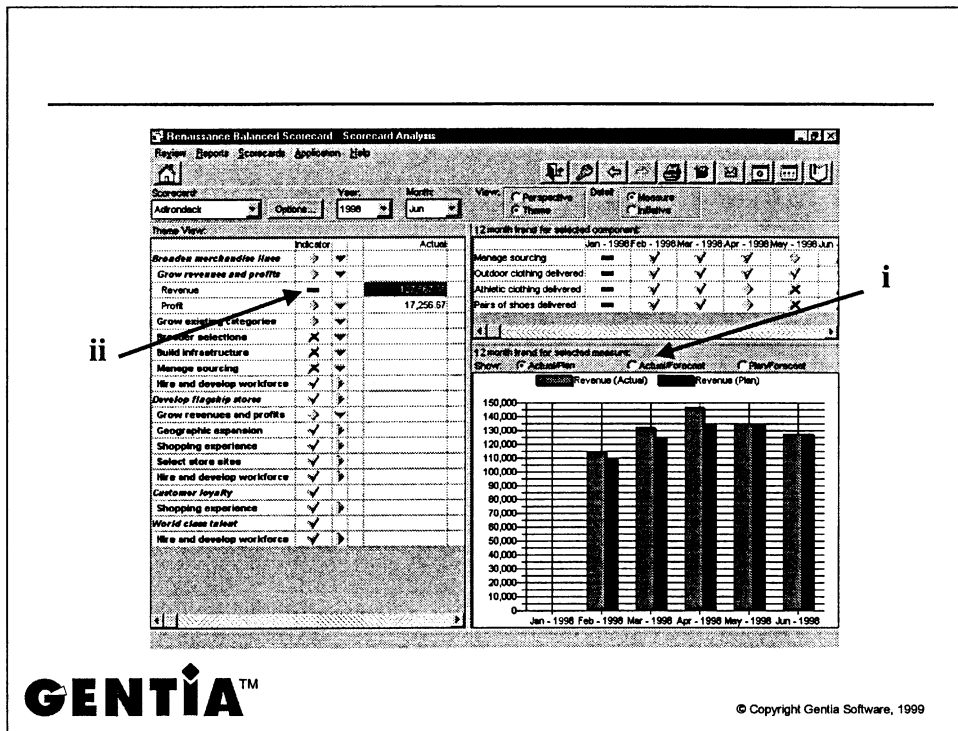 Renaissance Balanced Scorecard - Scorecard Analysis
Review Reports Scorecards Application Help
Scorecard: Year: Month: View: Perspective Detail: Measure
Adirondack Options... 1998 Jun Theme Initiative
Theme View:
Indicator Actual
Broaden merchandise lines
Grow revenues and profits
Revenue
Profit 17,256.67
Grow existing categories
Broader selections
Build infrastructure
Manage sourcing
Hire and develop workforce
Develop flagship stores
Grow revenues and profits
Geographic expansion
Shopping experience
Select store sites
Hire and develop workforce
Customer loyalty
Shopping experience
World class talent
Hire and develop workforce
12 month trend for selected component:
Jan - 1998 Feb - 1998 Mar - 1998 Apr - 1998 May - 1998 Jun
Manage sourcing
Outdoor clothing delivered
Athletic clothing delivered
Pairs of shoes delivered
12 month trend for selected measure:
Show: Actual/Plan Actual/Forecast Plan/Forecast
Revenue (Actual) Revenue (Plan)
150,000
140,000
130,000
120,000
110,000
100,000
90,000
80,000
70,000
60,000
50,000
40,000
30,000
20,000
10,000
0
Jan - 1998 Feb - 1998 Mar - 1998 Apr - 1998 May - 1998 Jun - 1998
i
ii
GENTIA™
© Copyright Gentia Software, 1999